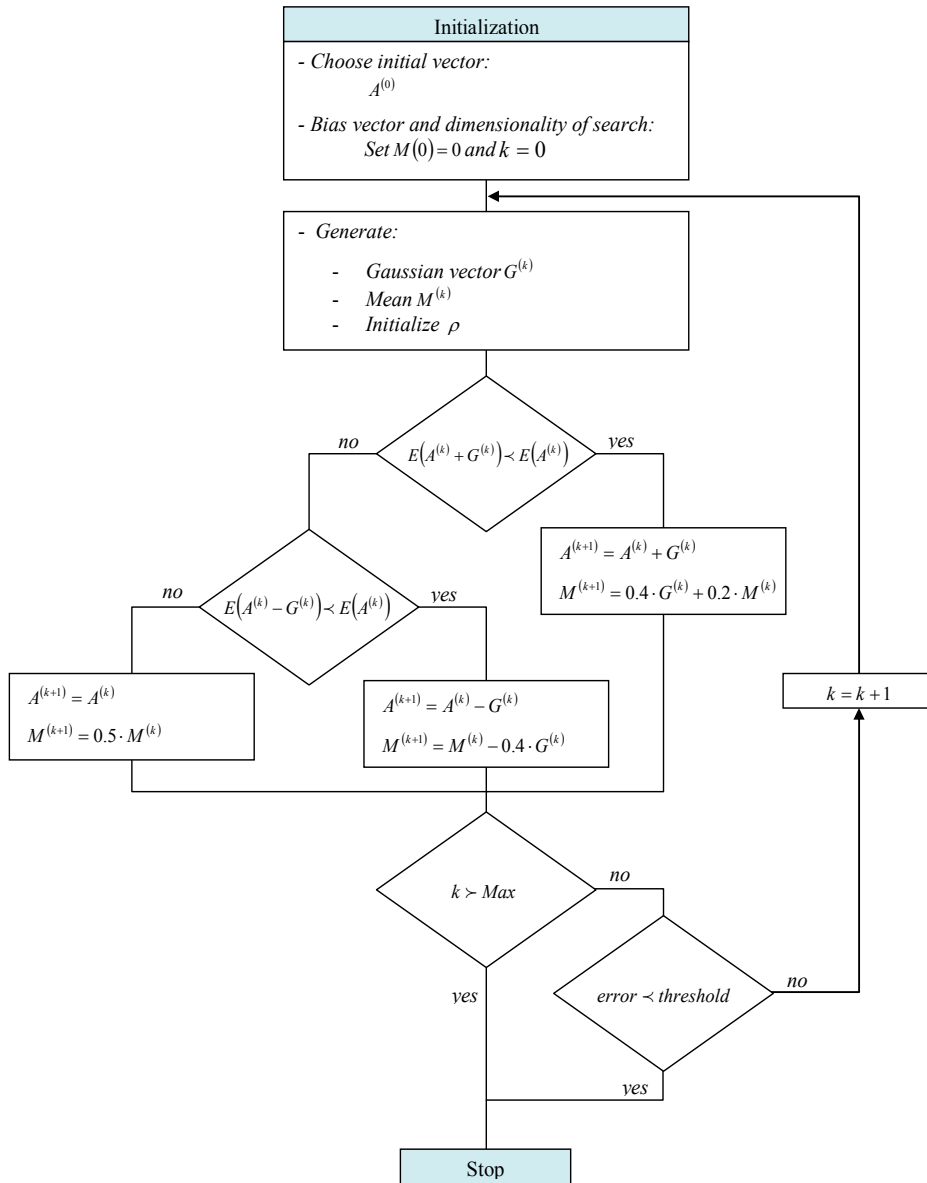 Initialization
- Choose initial vector:
A^(0)
- Bias vector and dimensionality of search:
Set M(0)=0 and k=0
- Generate:
- Gaussian vector G^(k)
- Mean M^(k)
- Initialize ρ
no
yes
E(A^(k)+G^(k))≺E(A^(k))
A^(k+1)=A^(k)+G^(k)
M^(k+1)=0.4·G^(k)+0.2·M^(k)
no
yes
E(A^(k)−G^(k))≺E(A^(k))
A^(k+1)=A^(k)
M^(k+1)=0.5·M^(k)
A^(k+1)=A^(k)−G^(k)
M^(k+1)=M^(k)−0.4·G^(k)
k=k+1
k≻Max
no
yes
error≺threshold
no
yes
Stop